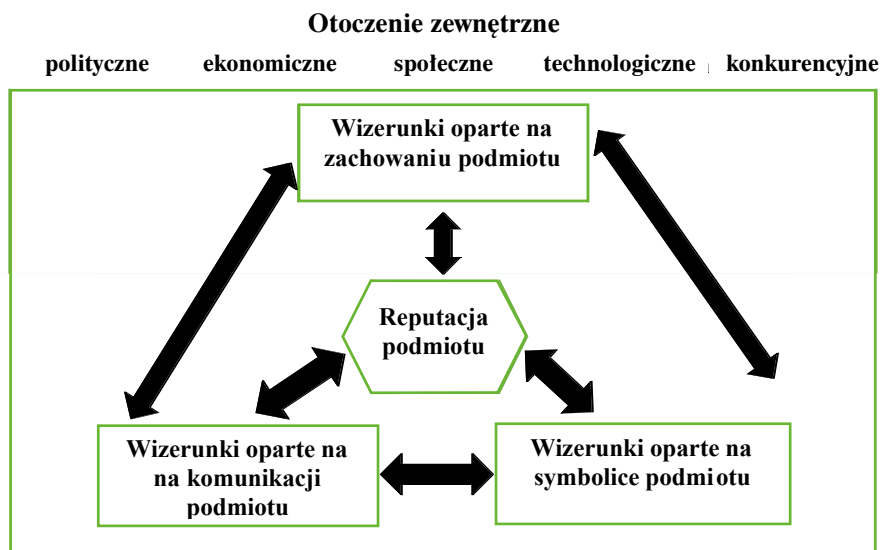 Otoczenie zewnętrzne
polityczne ekonomiczne społeczne technologiczne konkurencyjne
Wizerunki oparte na
zachowaniu podmiotu
Reputacja
podmiotu
Wizerunki oparte na
na komunikacji
podmiotu
Wizerunki oparte na
symbolice podmiotu